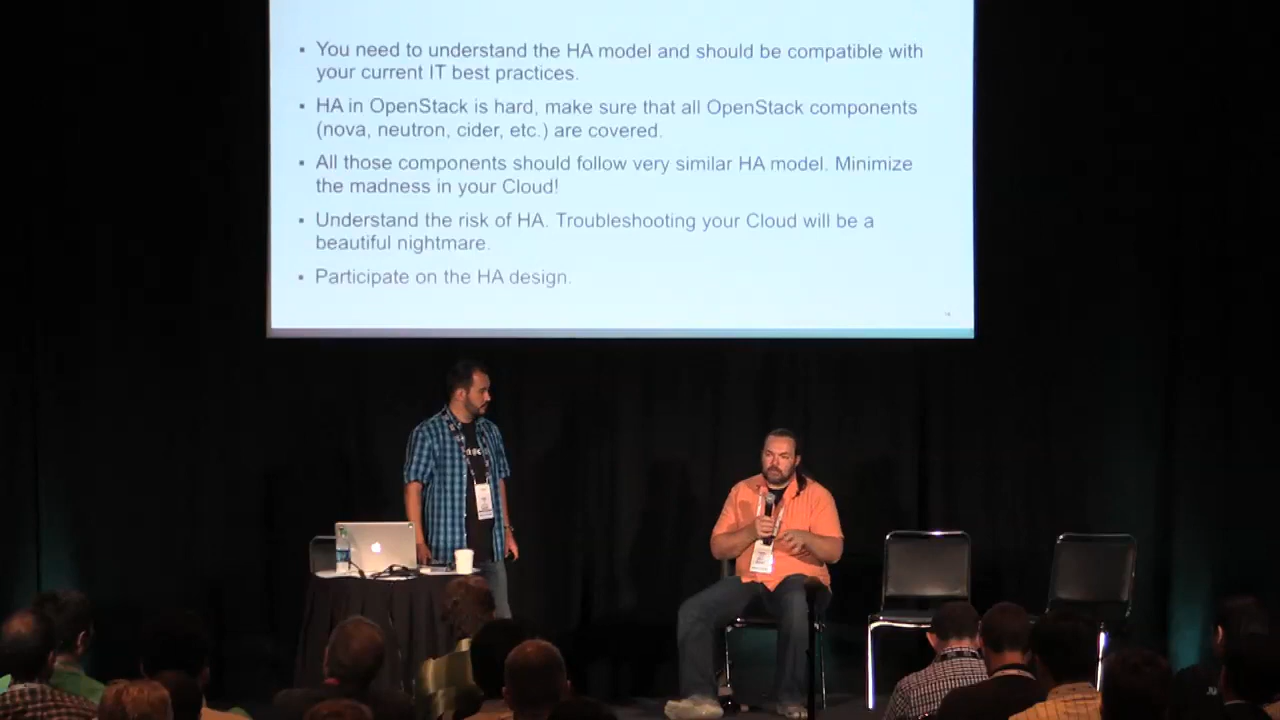 ▪ You need to understand the HA model and should be compatible with
your current IT best practices.
▪ HA in OpenStack is hard, make sure that all OpenStack components
(nova, neutron, cider, etc.) are covered.
▪ All those components should follow very similar HA model. Minimize
the madness in your Cloud!
▪ Understand the risk of HA. Troubleshooting your Cloud will be a
beautiful nightmare.
▪ Participate on the HA design.